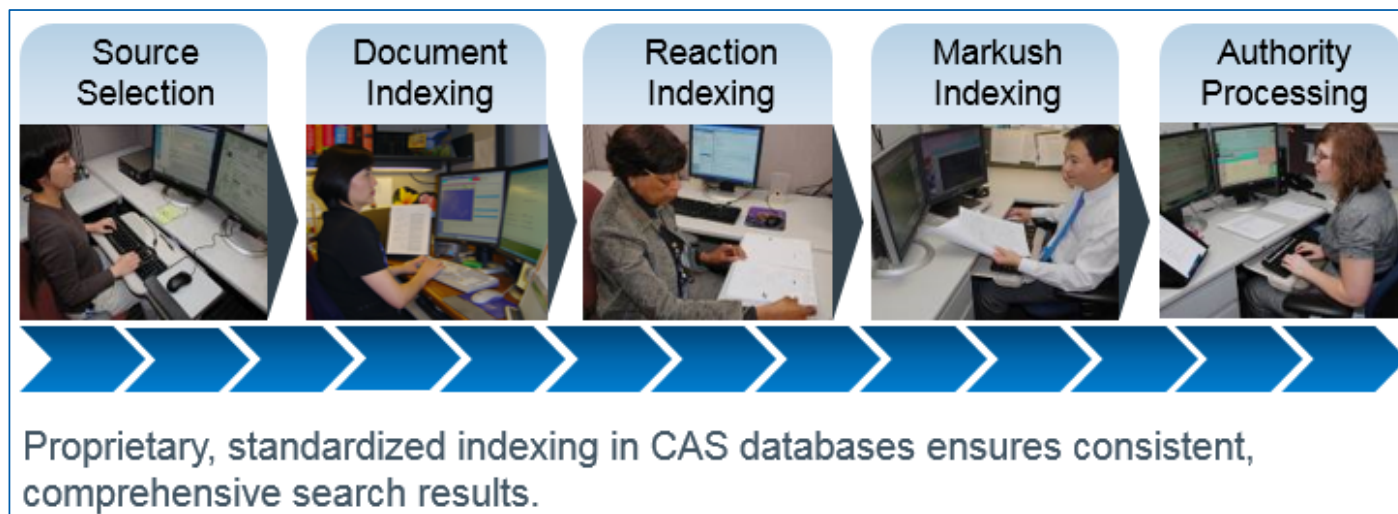 Source
Selection
Document
Indexing
Reaction
Indexing
Markush
Indexing
Authority
Processing
Proprietary, standardized indexing in CAS databases ensures consistent,
comprehensive search results.